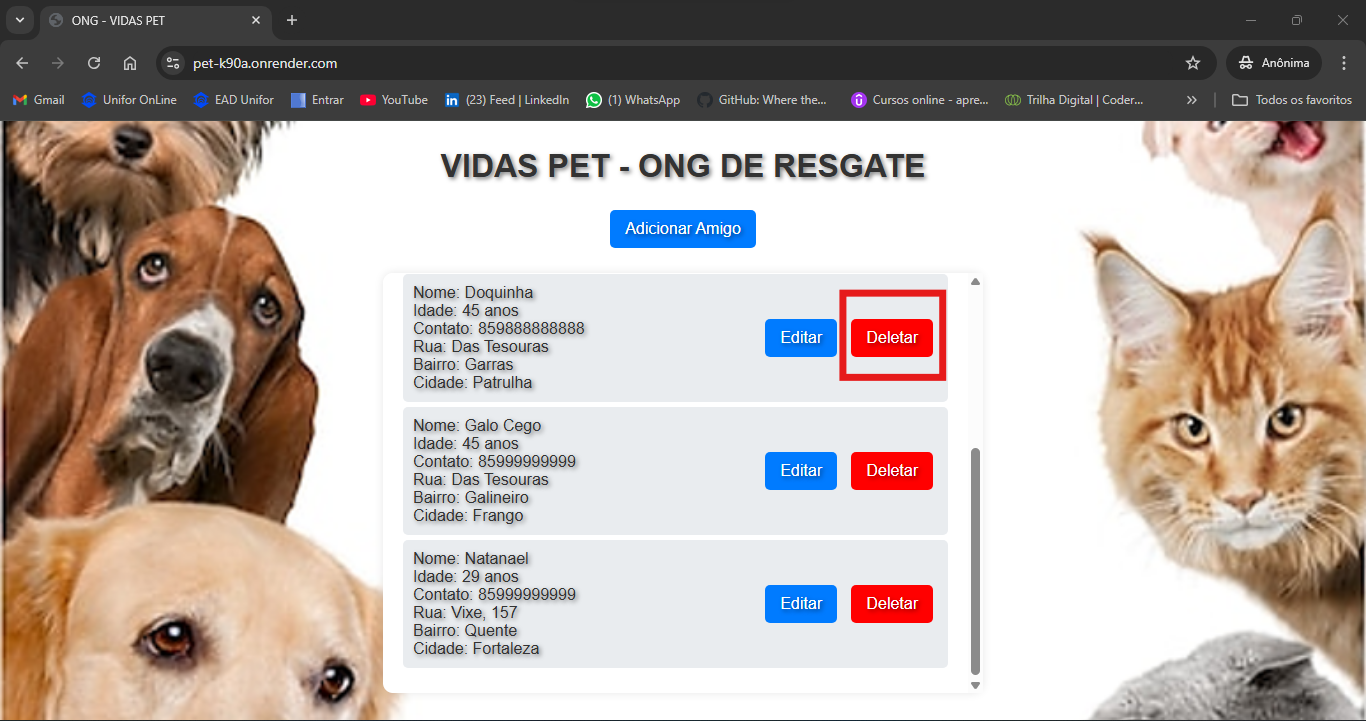 ONG - VIDAS PET
pet-k90a.onrender.com
Anônima
Gmail
Unifor OnLine
EAD Unifor
Entrar
YouTube
(23) Feed | LinkedIn
(1) WhatsApp
GitHub: Where the...
Cursos online - apre...
Trilha Digital | Coder...
Todos os favoritos
VIDAS PET - ONG DE RESGATE
Adicionar Amigo
Nome: Doquinha
Idade: 45 anos
Contato: 859888888888
Rua: Das Tesouras
Bairro: Garras
Cidade: Patrulha
Editar
Deletar
Nome: Galo Cego
Idade: 45 anos
Contato: 85999999999
Rua: Das Tesouras
Bairro: Galineiro
Cidade: Frango
Editar
Deletar
Nome: Natanael
Idade: 29 anos
Contato: 85999999999
Rua: Vixe, 157
Bairro: Quente
Cidade: Fortaleza
Editar
Deletar